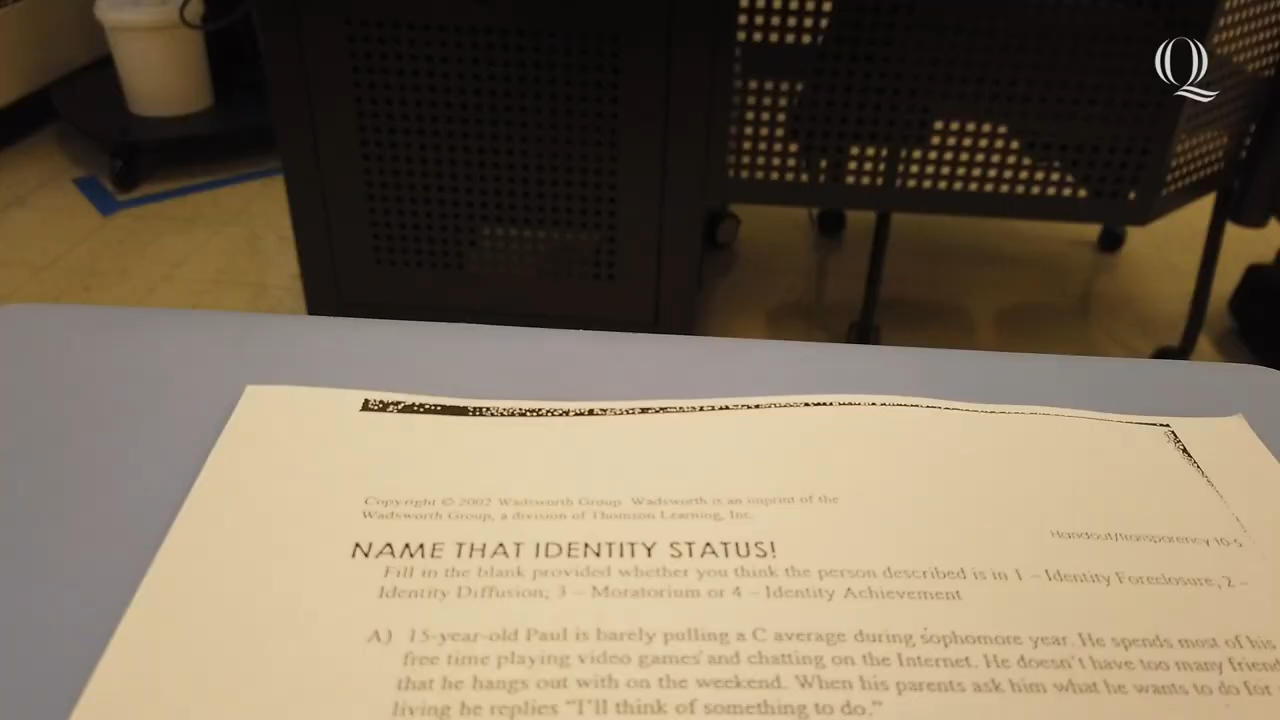 Q
Copyright © 2002 Wadsworth Group. Wadsworth is an imprint of the
Wadsworth Group, a division of Thomson Learning, Inc.
Handout/Transparency 10-5
NAME THAT IDENTITY STATUS!
Fill in the blank provided whether you think the person described is in 1 – Identity Foreclosure, 2 –
Identity Diffusion, 3 – Moratorium or 4 – Identity Achievement
A) 15-year-old Paul is barely pulling a C average during sophomore year. He spends most of his
free time playing video games and chatting on the Internet. He doesn't have too many friend
that he hangs out with on the weekend. When his parents ask him what he wants to do for
living he replies "I'll think of something to do."